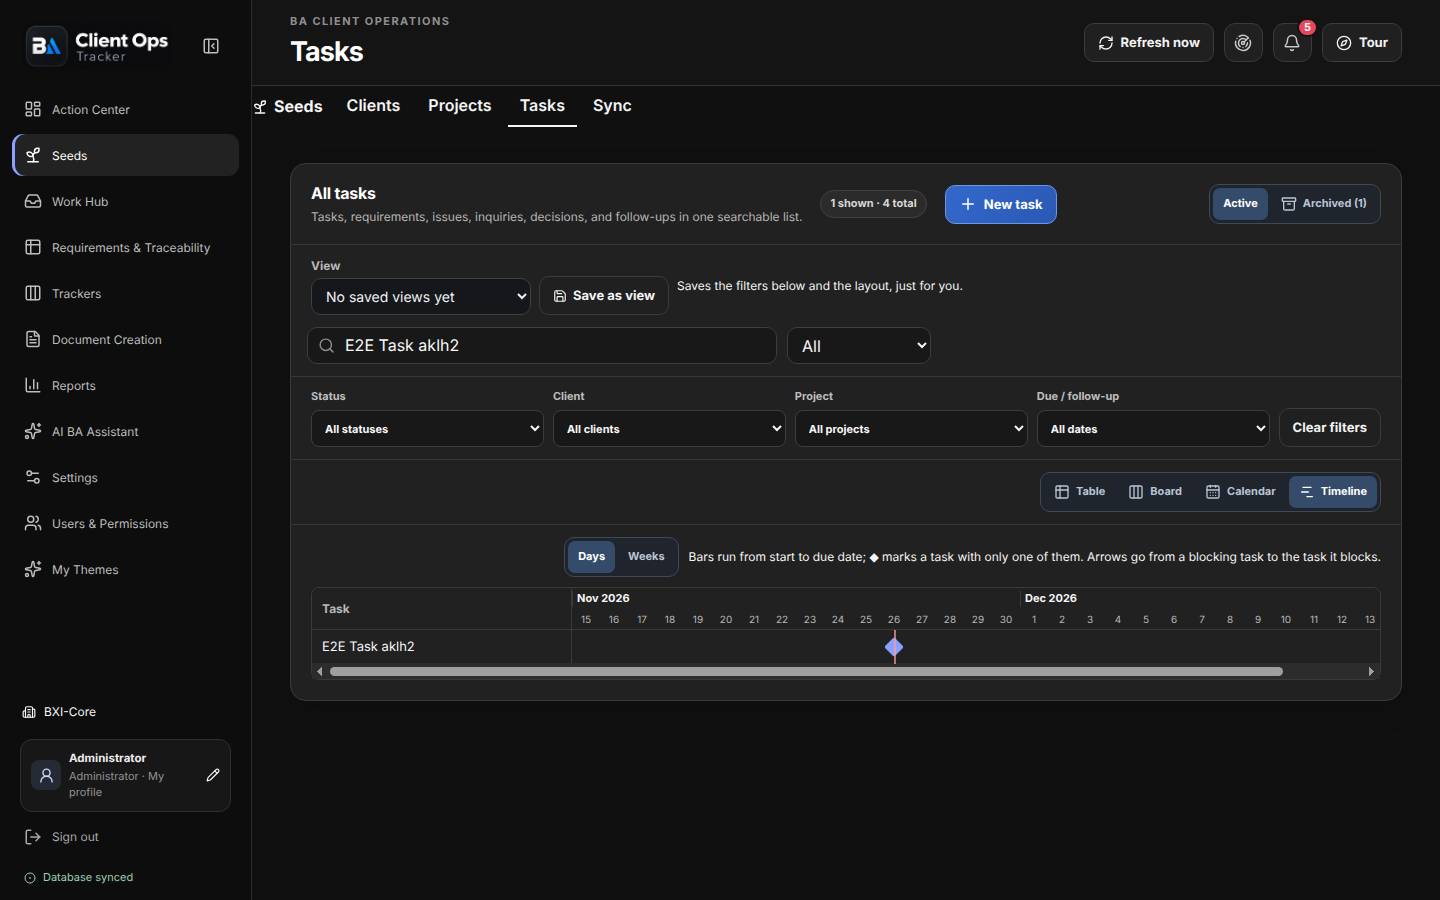 BA Client Ops
Tracker
Action Center
Seeds
Work Hub
Requirements & Traceability
Trackers
Document Creation
Reports
AI BA Assistant
Settings
Users & Permissions
My Themes
BXI-Core
Administrator
Administrator · My
profile
Sign out
Database synced
BA CLIENT OPERATIONS
Tasks
Refresh now
5
Tour
Seeds Clients Projects Tasks Sync
All tasks
Tasks, requirements, issues, inquiries, decisions, and follow-ups in one searchable list.
1 shown · 4 total
New task
Active Archived (1)
View
No saved views yet Save as view Saves the filters below and the layout, just for you.
E2E Task aklh2 All
Status Client Project Due / follow-up
All statuses All clients All projects All dates Clear filters
Table Board Calendar Timeline
Days Weeks Bars run from start to due date; ◆ marks a task with only one of them. Arrows go from a blocking task to the task it blocks.
Task
Nov 2026 Dec 2026
15 16 17 18 19 20 21 22 23 24 25 26 27 28 29 30 1 2 3 4 5 6 7 8 9 10 11 12 13
E2E Task aklh2